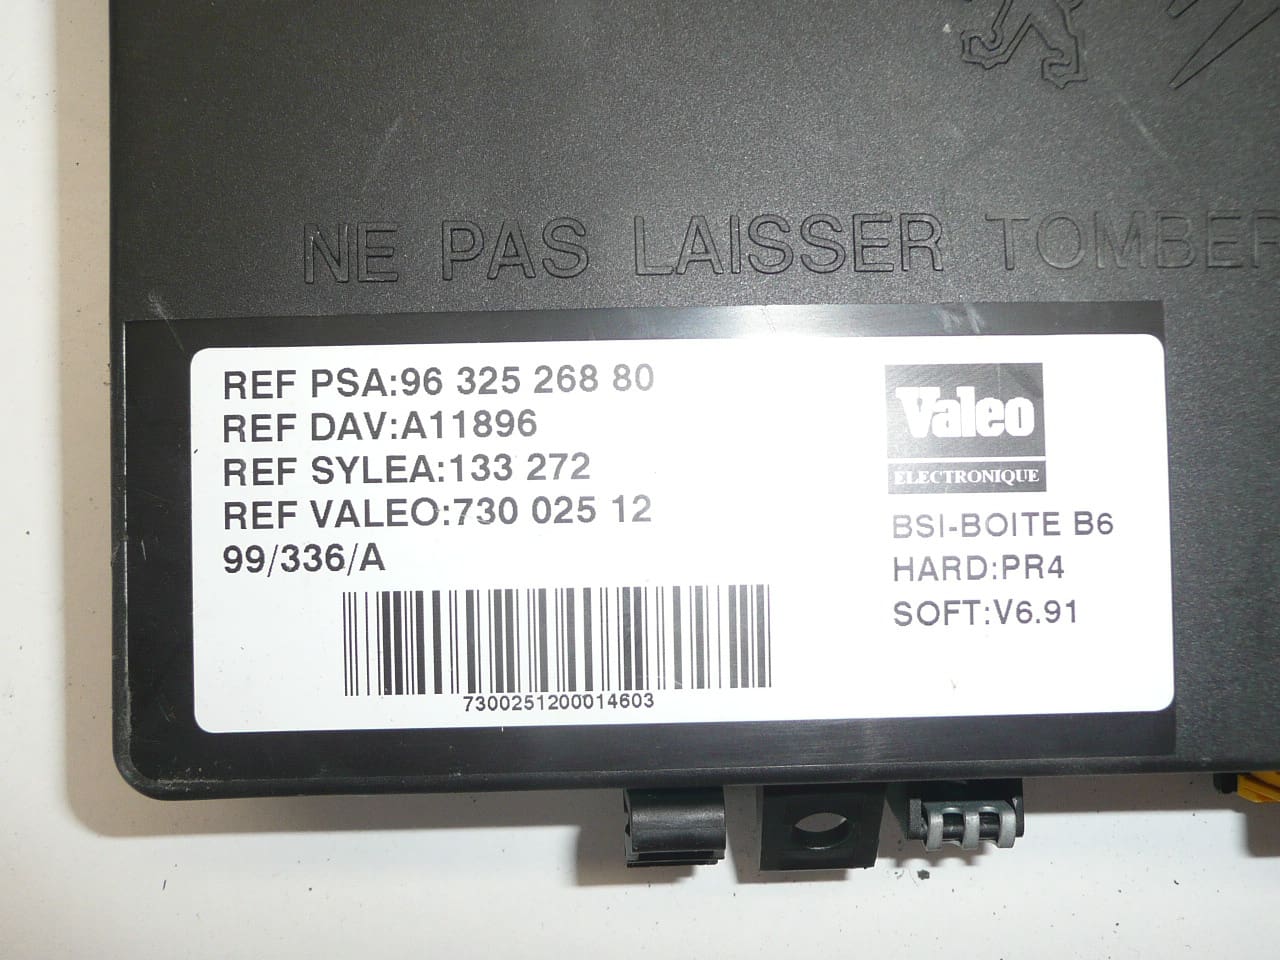 NE PAS LAISSER TOMBER
REF PSA:96 325 268 80
REF DAV:A11896
REF SYLEA:133 272
REF VALEO:730 025 12
99/336/A
7300251200014603
Valeo
ELECTRONIQUE
BSI-BOITE B6
HARD:PR4
SOFT:V6.91